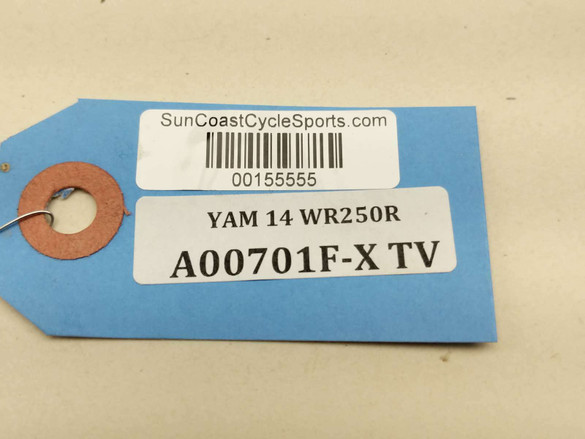 SunCoastCycleSports.com
00155555
YAM 14 WR250R
A00701F-X TV